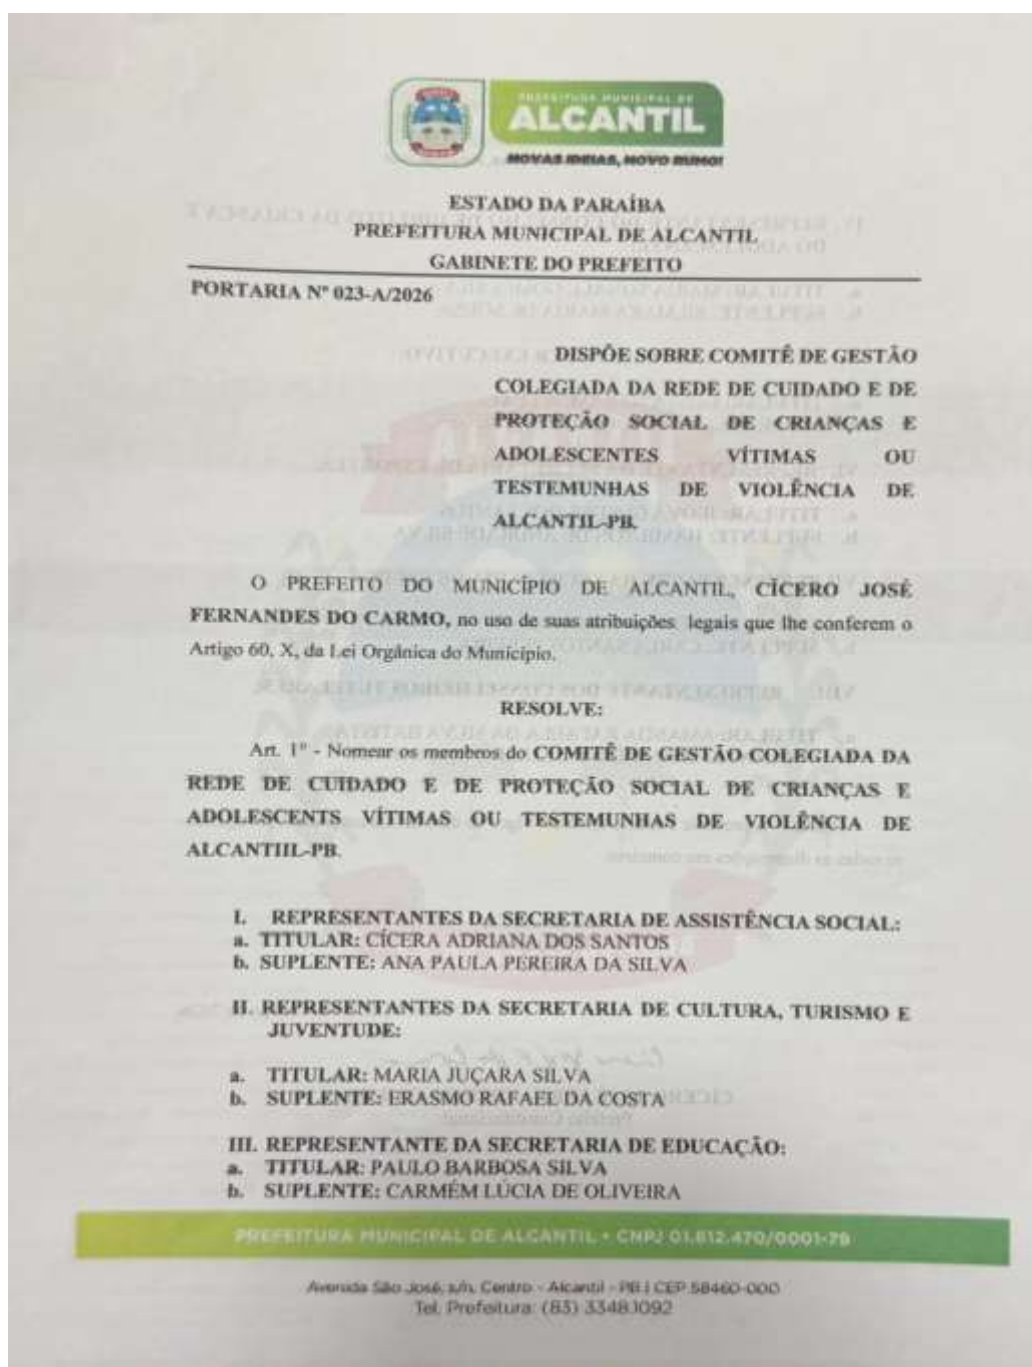 PREFEITURA MUNICIPAL DE
ALCANTIL
NOVAS IDEIAS, NOVO RUMO!
ESTADO DA PARAÍBA
PREFEITURA MUNICIPAL DE ALCANTIL
GABINETE DO PREFEITO
PORTARIA Nº 023-A/2026
DISPÕE SOBRE COMITÊ DE GESTÃO
COLEGIADA DA REDE DE CUIDADO E DE
PROTEÇÃO SOCIAL DE CRIANÇAS E
ADOLESCENTES VÍTIMAS OU
TESTEMUNHAS DE VIOLÊNCIA DE
ALCANTIL-PB.
O PREFEITO DO MUNICÍPIO DE ALCANTIL, CÍCERO JOSÉ
FERNANDES DO CARMO, no uso de suas atribuições legais que lhe conferem o
Artigo 60, X, da Lei Orgânica do Município.
RESOLVE:
Art. 1º - Nomear os membros do COMITÊ DE GESTÃO COLEGIADA DA
REDE DE CUIDADO E DE PROTEÇÃO SOCIAL DE CRIANÇAS E
ADOLESCENTS VÍTIMAS OU TESTEMUNHAS DE VIOLÊNCIA DE
ALCANTIIL-PB.
I. REPRESENTANTES DA SECRETARIA DE ASSISTÊNCIA SOCIAL:
a. TITULAR: CÍCERA ADRIANA DOS SANTOS
b. SUPLENTE: ANA PAULA PEREIRA DA SILVA
II. REPRESENTANTES DA SECRETARIA DE CULTURA, TURISMO E
JUVENTUDE:
a. TITULAR: MARIA JUÇARA SILVA
b. SUPLENTE: ERASMO RAFAEL DA COSTA
III. REPRESENTANTE DA SECRETARIA DE EDUCAÇÃO:
a. TITULAR: PAULO BARBOSA SILVA
b. SUPLENTE: CARMÉM LÚCIA DE OLIVEIRA
PREFEITURA MUNICIPAL DE ALCANTIL • CNPJ 01.612.470/0001-78
Avenida São José, s/n, Centro - Alcantil - PB | CEP 58460-000
Tel. Prefeitura: (83) 3348.1092